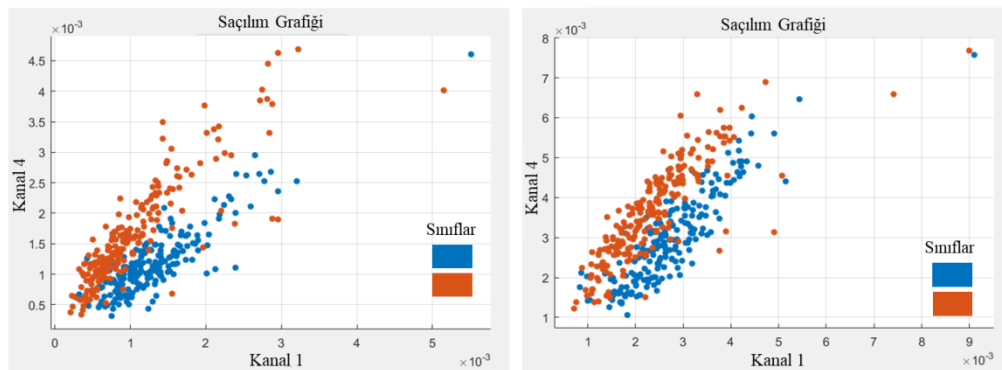 Saçılım Grafiği
×10⁻³
4.5
4
3.5
3
2.5
2
1.5
1
0.5
Kanal 4
Sınıflar
0 1 2 3 4 5
Kanal 1
×10⁻³
Saçılım Grafiği
×10⁻³
8
7
6
5
4
3
2
1
Kanal 4
Sınıflar
1 2 3 4 5 6 7 8 9
Kanal 1
×10⁻³